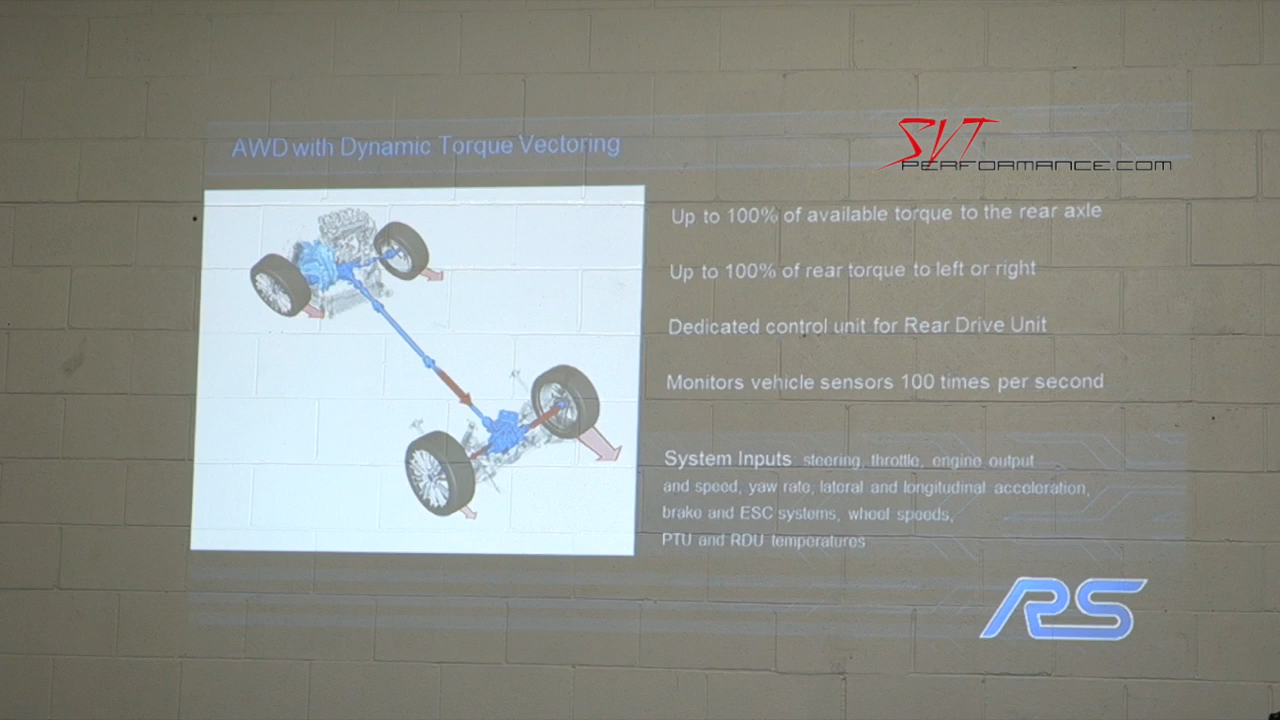 AWD with Dynamic Torque Vectoring
SVT
PERFORMANCE.COM
Up to 100% of available torque to the rear axle
Up to 100% of rear torque to left or right
Dedicated control unit for Rear Drive Unit
Monitors vehicle sensors 100 times per second
System Inputs steering, throttle, engine output
and speed, yaw rate, lateral and longitudinal acceleration,
brake and ESC systems, wheel speeds,
PTU and RDU temperatures
RS